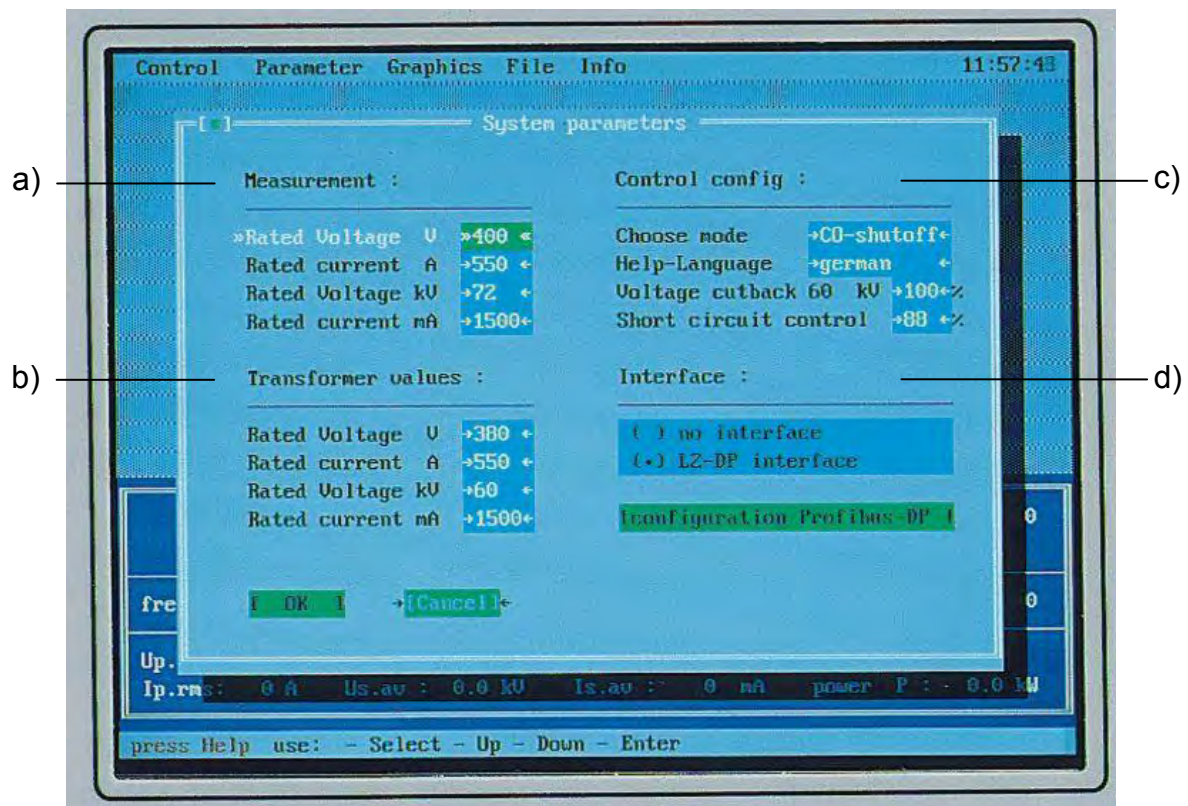 Control Parameter Graphics File Info 11:57:43
[■] System parameters
a)
Measurement :
»Rated Voltage V »400 «
Rated current A →550 ←
Rated Voltage kV →72 ←
Rated current mA →1500←
b)
Transformer values :
Rated Voltage V →380 ←
Rated current A →550 ←
Rated Voltage kV →60 ←
Rated current mA →1500←
[ OK ] →[Cancel]←
c)
Control config :
Choose mode →CO-shutoff←
Help-Language →german ←
Voltage cutback 60 kV →100←%
Short circuit control →88 ←%
d)
Interface :
( ) no interface
(•) LZ-DP interface
[configuration Profibus-DP (
0
fre 0
Up.
Ip.rms: 0 A Us.av : 0.0 kV Is.av : 0 mA power P : - 0.0 kW
press Help use: - Select - Up - Down - Enter